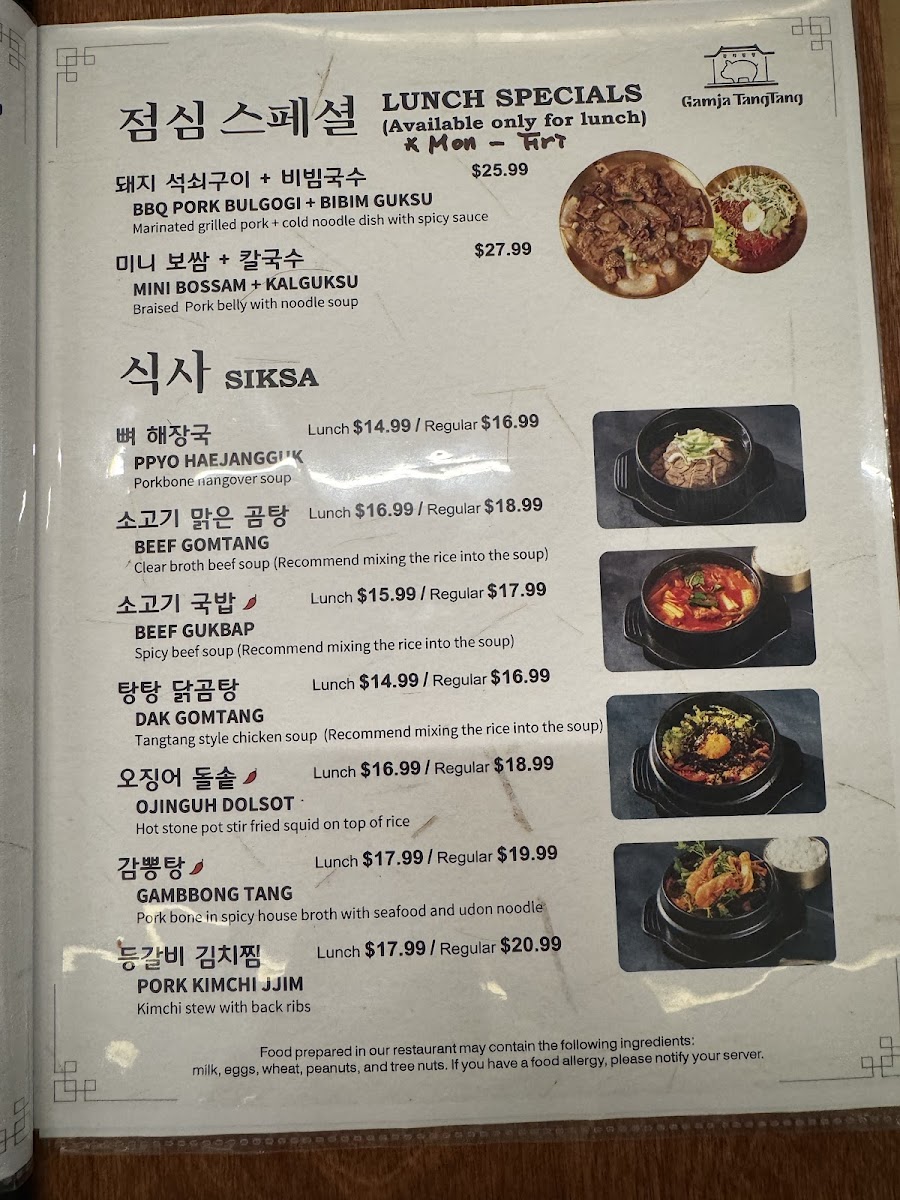 Gamja TangTang
점심 스페셜 LUNCH SPECIALS
(Available only for lunch)
* Mon - Fri
돼지 석쇠구이 + 비빔국수 $25.99
BBQ PORK BULGOGI + BIBIM GUKSU
Marinated grilled pork + cold noodle dish with spicy sauce
미니 보쌈 + 칼국수 $27.99
MINI BOSSAM + KALGUKSU
Braised Pork belly with noodle soup
식사 SIKSA
뼈 해장국 Lunch $14.99 / Regular $16.99
PPYO HAEJANGGUK
Porkbone hangover soup
소고기 맑은 곰탕 Lunch $16.99 / Regular $18.99
BEEF GOMTANG
Clear broth beef soup (Recommend mixing the rice into the soup)
소고기 국밥 Lunch $15.99 / Regular $17.99
BEEF GUKBAP
Spicy beef soup (Recommend mixing the rice into the soup)
탕탕 닭곰탕 Lunch $14.99 / Regular $16.99
DAK GOMTANG
Tangtang style chicken soup (Recommend mixing the rice into the soup)
오징어 돌솥 Lunch $16.99 / Regular $18.99
OJINGUH DOLSOT
Hot stone pot stir fried squid on top of rice
감뽕탕 Lunch $17.99 / Regular $19.99
GAMBBONG TANG
Pork bone in spicy house broth with seafood and udon noodle
등갈비 김치찜 Lunch $17.99 / Regular $20.99
PORK KIMCHI JJIM
Kimchi stew with back ribs
Food prepared in our restaurant may contain the following ingredients:
milk, eggs, wheat, peanuts, and tree nuts. If you have a food allergy, please notify your server.